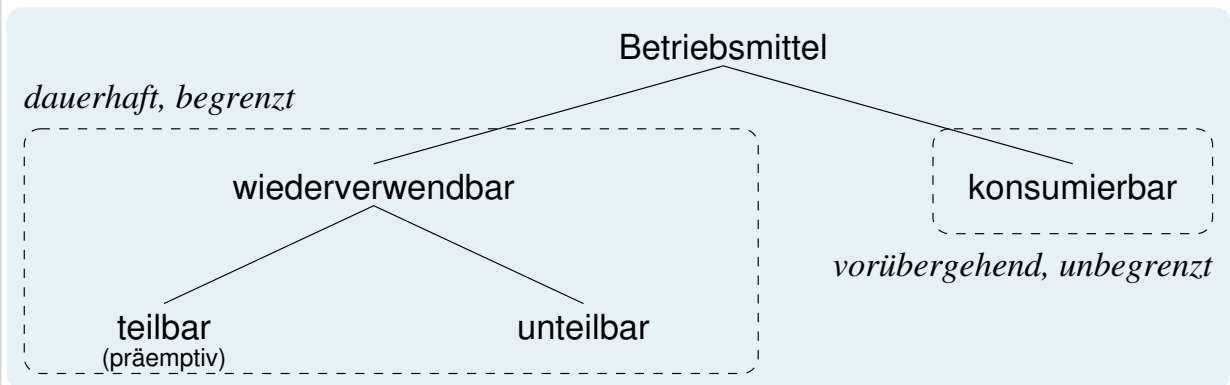 Betriebsmittel
dauerhaft, begrenzt
wiederverwendbar
konsumierbar
vorübergehend, unbegrenzt
teilbar
unteilbar
(präemptiv)